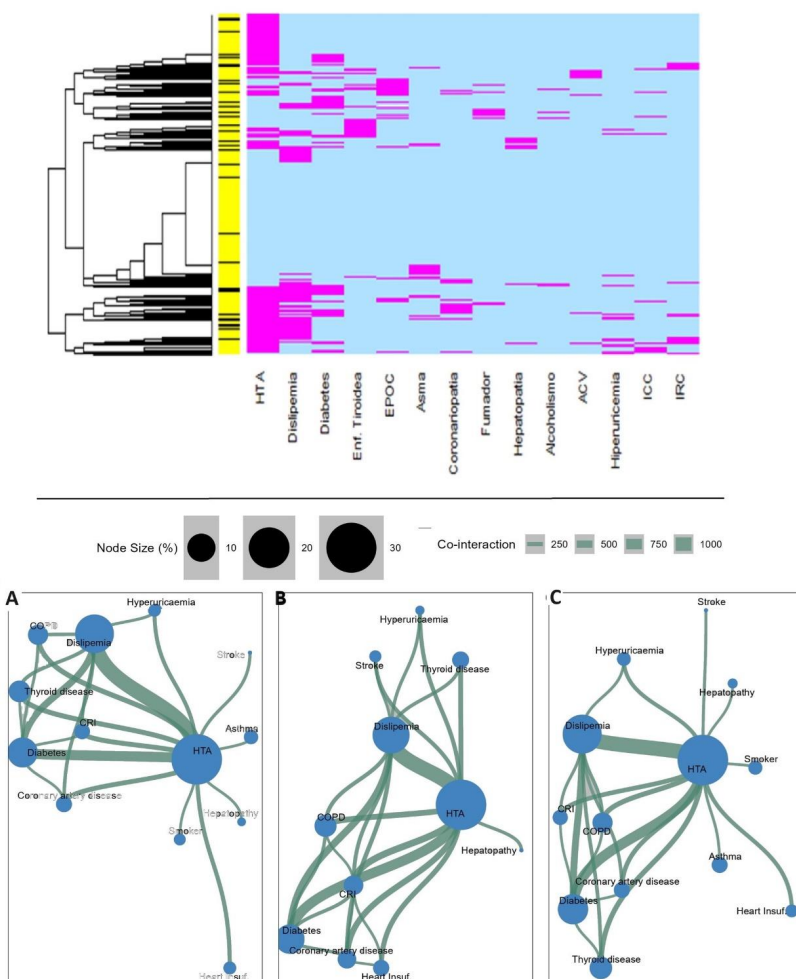 HTA
Dislipemia
Diabetes
Enf. Tiroidea
EPOC
Asma
Coronariopatia
Fumador
Hepatopatia
Alcoholismo
ACV
Hiperuricemia
ICC
IRC
Node Size (%) 10 20 30 Co-interaction 250 500 750 1000
A
Hyperuricaemia
COPD
Dislipemia
Stroke
Thyroid disease
CRI
Asthma
HTA
Diabetes
Coronary artery disease
Hepatopathy
Smoker
Heart Insuf.
B
Hyperuricaemia
Stroke
Thyroid disease
Dislipemia
HTA
COPD
Hepatopathy
CRI
Diabetes
Coronary artery disease
Heart Insuf.
C
Stroke
Hyperuricaemia
Hepatopathy
Dislipemia
HTA
Smoker
CRI
COPD
Asthma
Coronary artery disease
Diabetes
Heart Insuf.
Thyroid disease